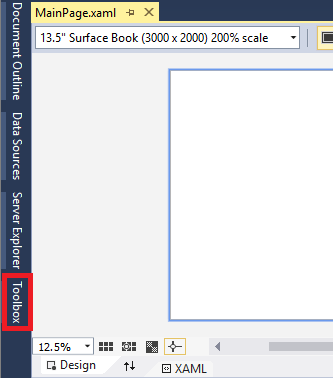 MainPage.xaml
13.5" Surface Book (3000 x 2000) 200% scale
Document Outline
Data Sources
Server Explorer
Toolbox
12.5%
Design
XAML